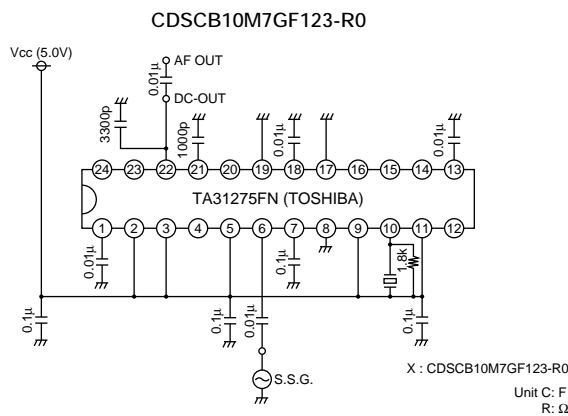 CDSCB10M7GF123-R0
Vcc (5.0V)
AF OUT
0.01μ
DC-OUT
3300p
1000p
0.01μ
0.01μ
24 23 22 21 20 19 18 17 16 15 14 13
TA31275FN (TOSHIBA)
1 2 3 4 5 6 7 8 9 10 11 12
0.01μ
0.1μ
1.8k
0.1μ
0.1μ
0.01μ
0.1μ
S.S.G.
X : CDSCB10M7GF123-R0
Unit C: F
R: Ω